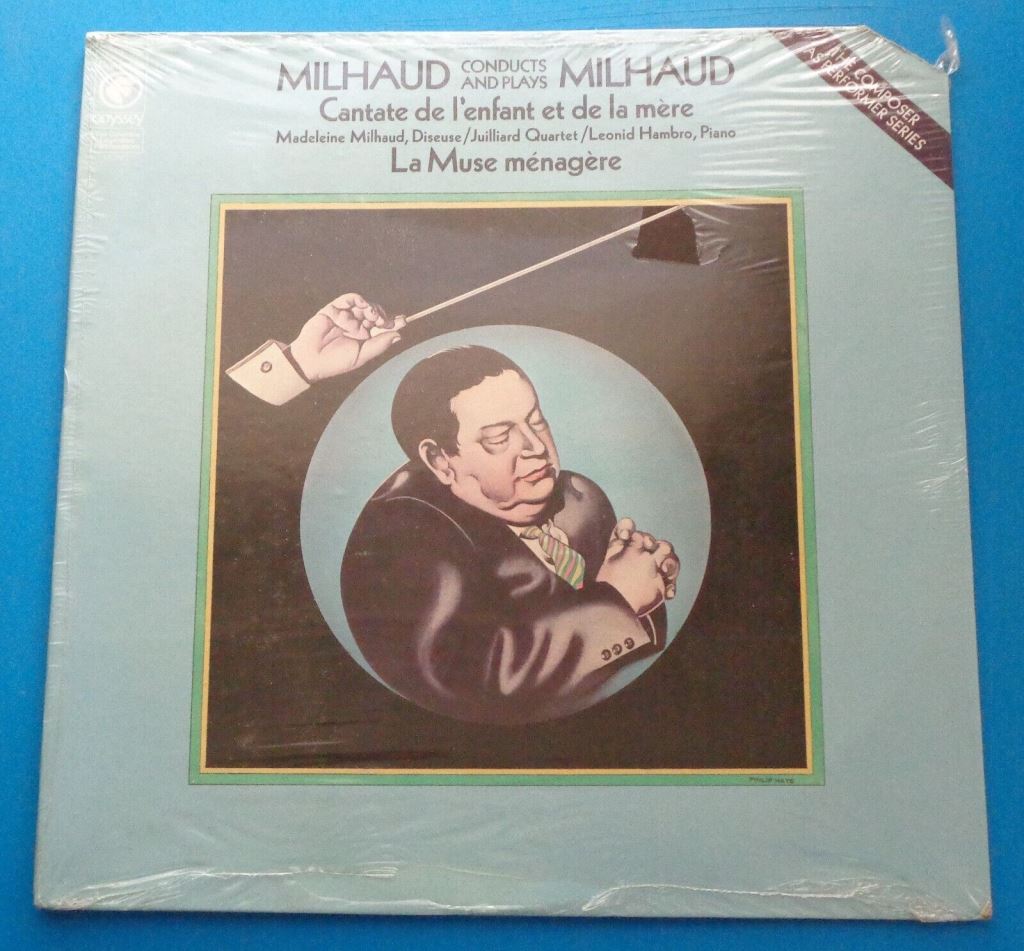 MILHAUD CONDUCTS AND PLAYS MILHAUD
Cantate de l'enfant et de la mère
Madeleine Milhaud, Diseuse/Juilliard Quartet/Leonid Hambro, Piano
La Muse ménagère
THE COMPOSER
AS PERFORMER SERIES
odyssey
PHILIP HAYS